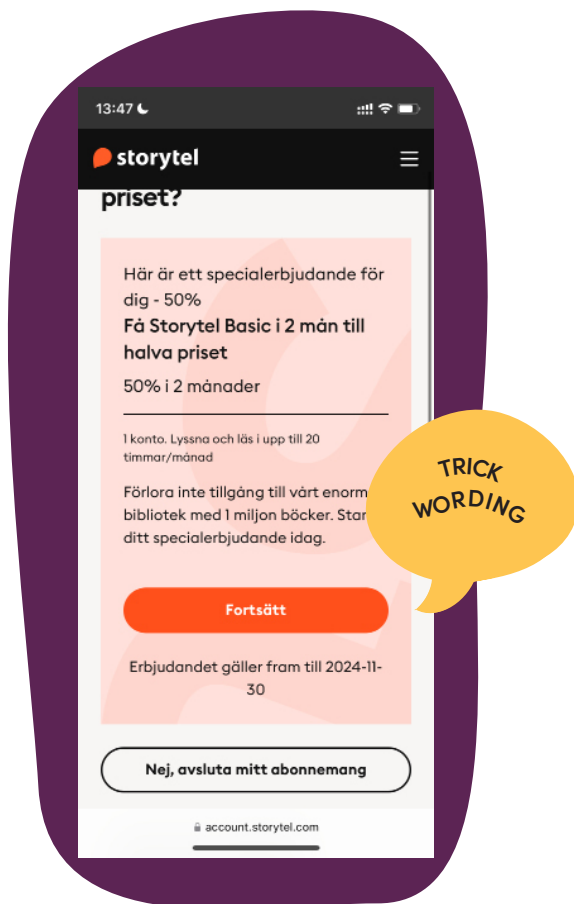 13:47
storytel
priset?
Här är ett specialerbjudande för
dig - 50%
Få Storytel Basic i 2 mån till
halva priset
50% i 2 månader
1 konto. Lyssna och läs i upp till 20
timmar/månad
Förlora inte tillgång till vårt enorm
bibliotek med 1 miljon böcker. Star
ditt specialerbjudande idag.
TRICK
WORDING
Fortsätt
Erbjudandet gäller fram till 2024-11-
30
Nej, avsluta mitt abonnemang
account.storytel.com